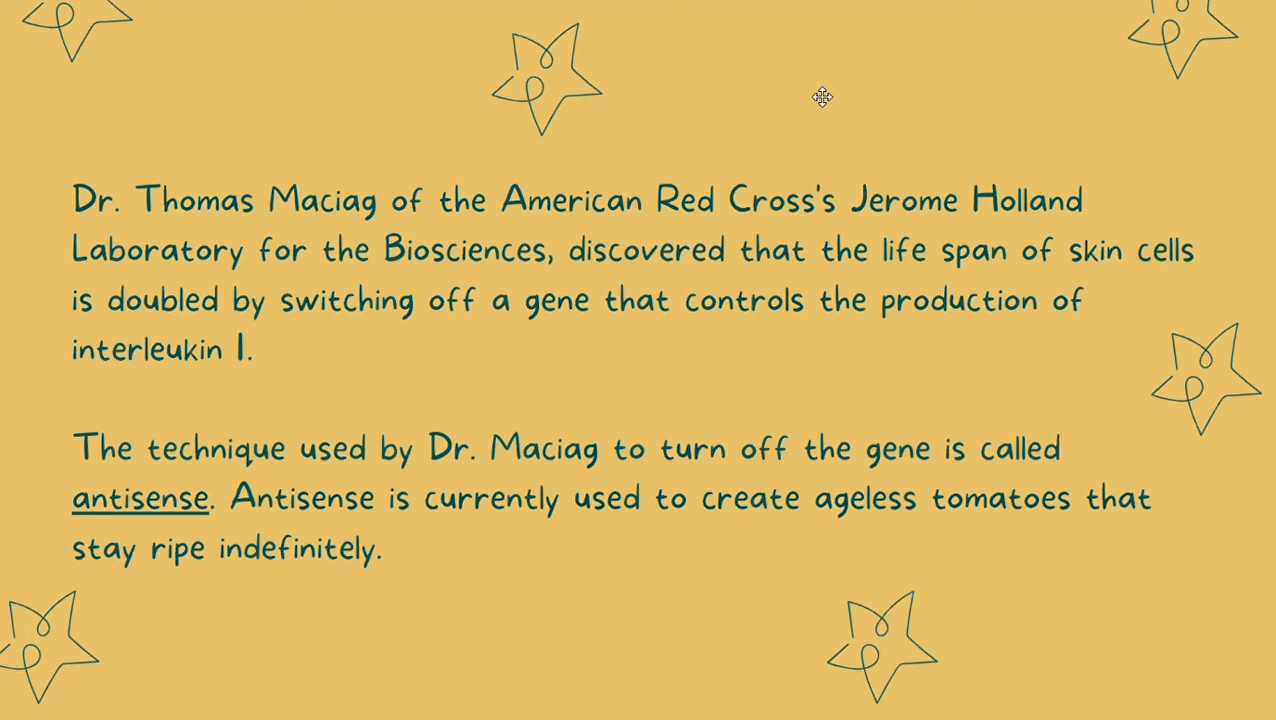 Dr. Thomas Maciag of the American Red Cross's Jerome Holland
Laboratory for the Biosciences, discovered that the life span of skin cells
is doubled by switching off a gene that controls the production of
interleukin 1.
The technique used by Dr. Maciag to turn off the gene is called
antisense. Antisense is currently used to create ageless tomatoes that
stay ripe indefinitely.